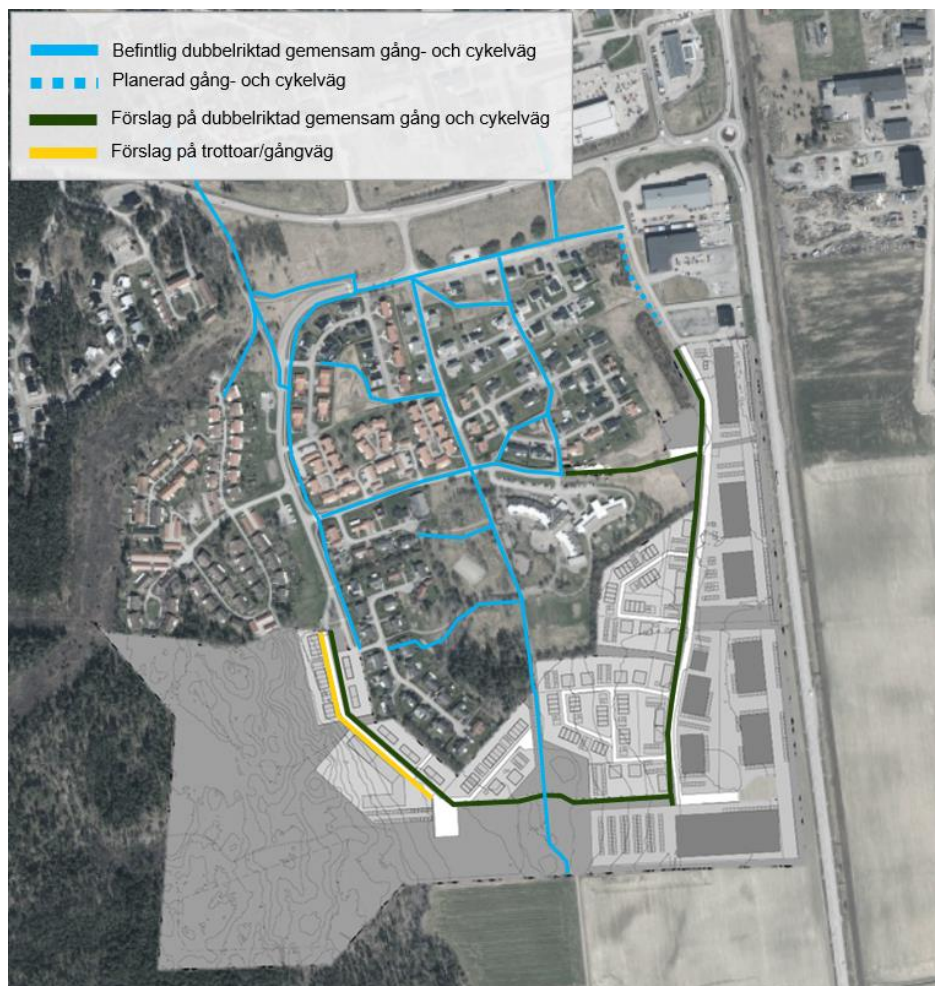 Befintlig dubbelriktad gemensam gång- och cykelväg
Planerad gång- och cykelväg
Förslag på dubbelriktad gemensam gång och cykelväg
Förslag på trottoar/gångväg